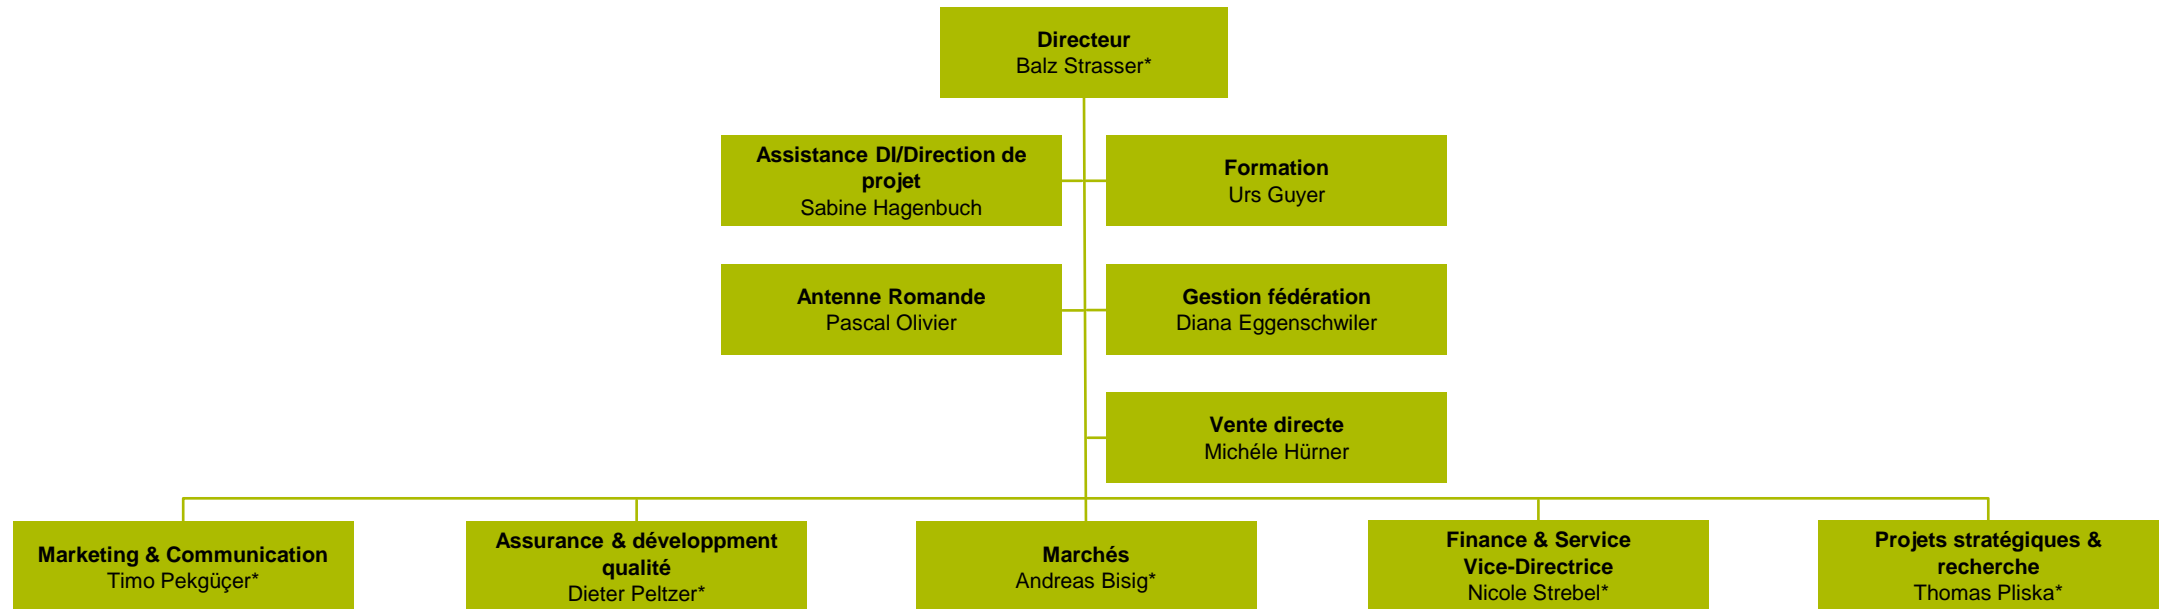 Directeur
Balz Strasser*
Assistance DI/Direction de
projet
Sabine Hagenbuch
Formation
Urs Guyer
Antenne Romande
Pascal Olivier
Gestion fédération
Diana Eggenschwiler
Vente directe
Michéle Hürner
Marketing & Communication
Timo Pekgüçer*
Assurance & développment
qualité
Dieter Peltzer*
Marchés
Andreas Bisig*
Finance & Service
Vice-Directrice
Nicole Strebel*
Projets stratégiques &
recherche
Thomas Pliska*